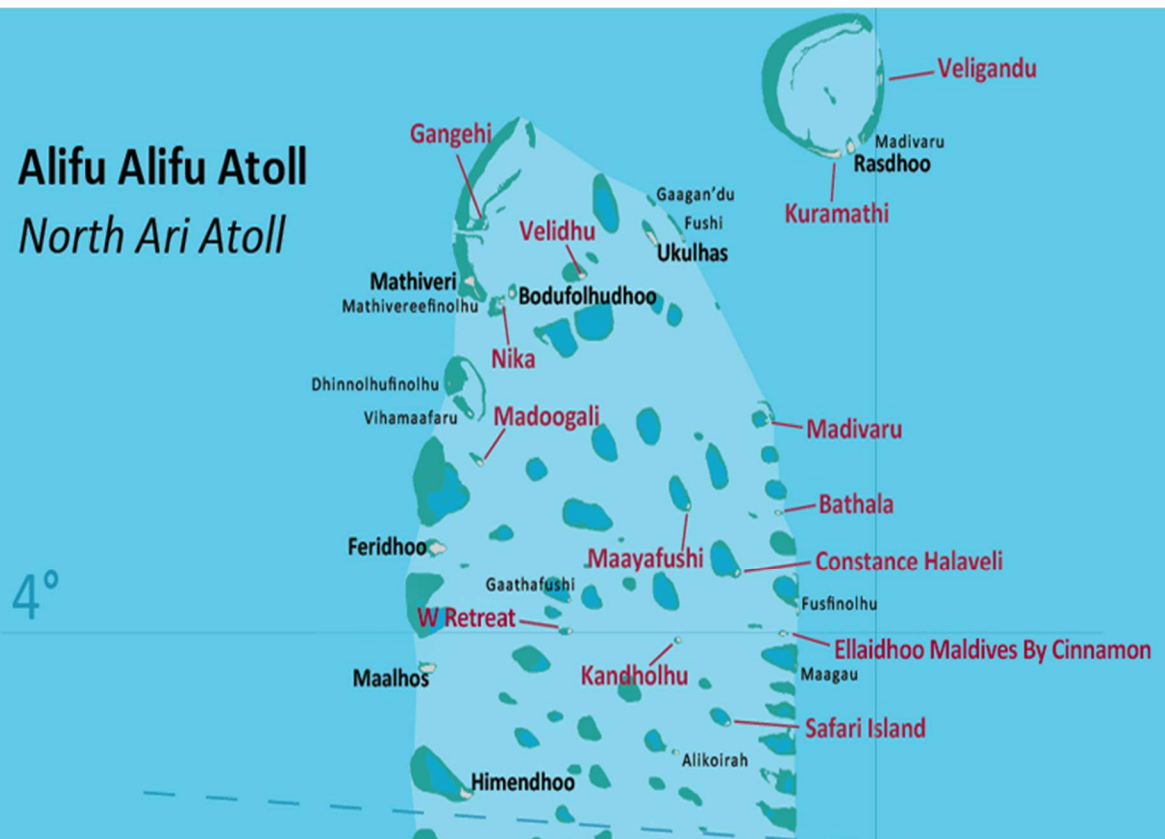 Veligandu
Gangehi
Madivaru
Alifu Alifu Atoll
Rasdhoo
Gaagan'du
Kuramathi
North Ari Atoll
Fushi
Velidhu
Ukulhas
Mathiveri
Bodufolhudhoo
Mathivereefinolhu
Nika
Dhinnolhufinolhu
Vihamaafaru
Madoogali
Madivaru
Bathala
Feridhoo
Maayafushi
Constance Halaveli
Gaathafushi
4°
Fusfinolhu
W Retreat
Ellaidhoo Maldives By Cinnamon
Kandholhu
Maagau
Maalhos
Safari Island
Alikoirah
Himendhoo